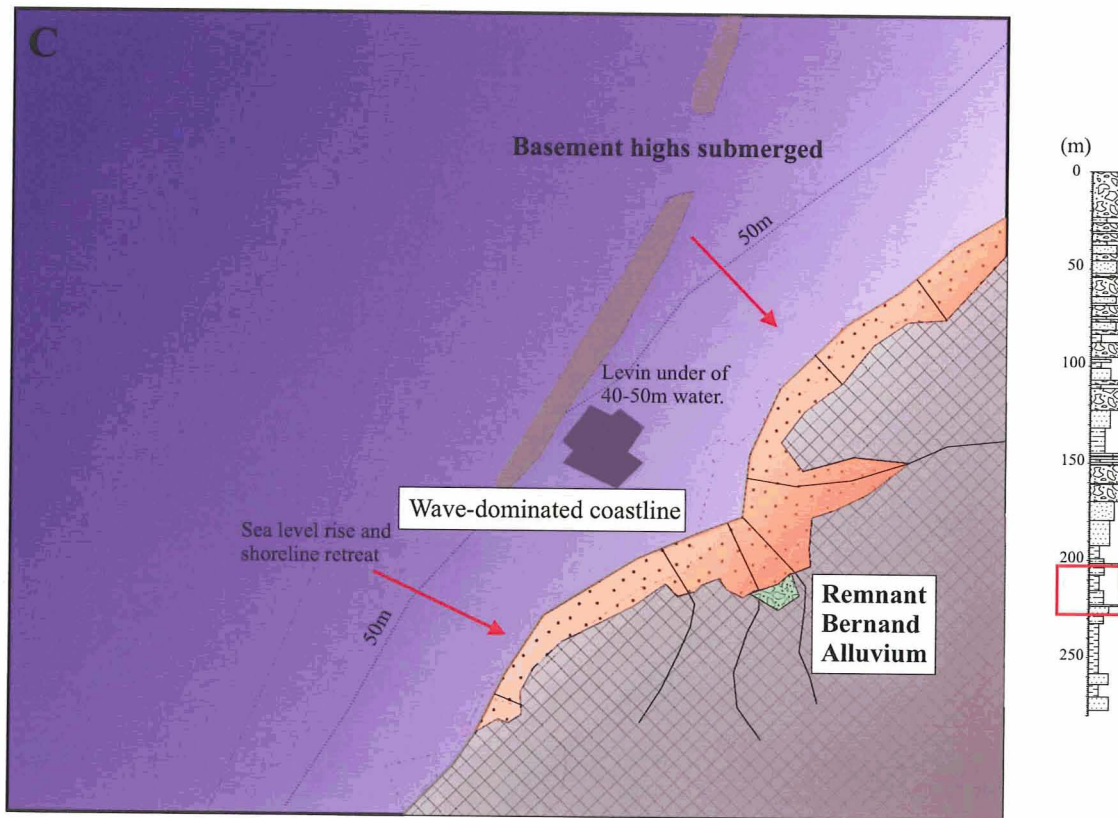 C
Basement highs submerged
50m
Levin under of
40-50m water.
Wave-dominated coastline
Sea level rise and
shoreline retreat
50m
Remnant
Bernand
Alluvium
(m)
0
50
100
150
200
250